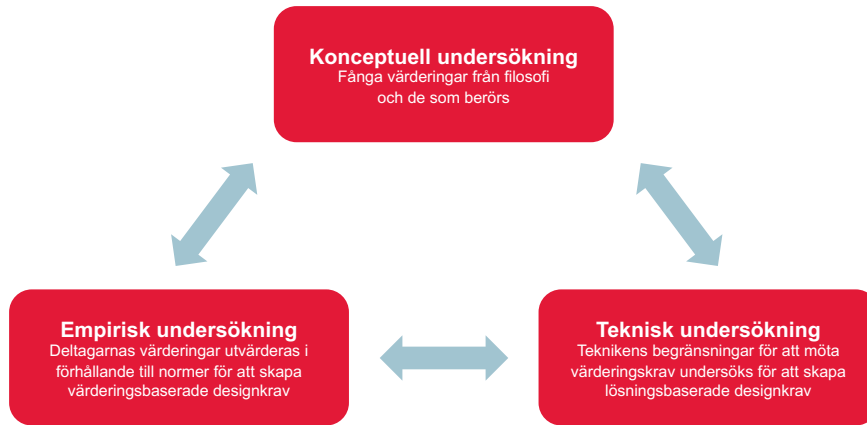 Konceptuell undersökning
Fånga värderingar från filosofi
och de som berörs
Empirisk undersökning
Deltagarnas värderingar utvärderas i
förhållande till normer för att skapa
värderingsbaserade designkrav
Teknisk undersökning
Teknikens begränsningar för att möta
värderingskrav undersöks för att skapa
lösningsbaserade designkrav